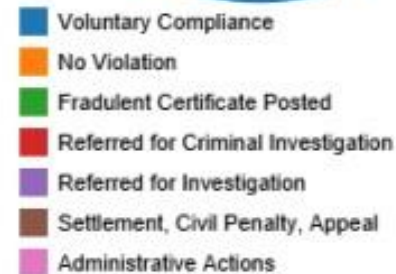 Voluntary Compliance
No Violation
Fradulent Certificate Posted
Referred for Criminal Investigation
Referred for Investigation
Settlement, Civil Penalty, Appeal
Administrative Actions